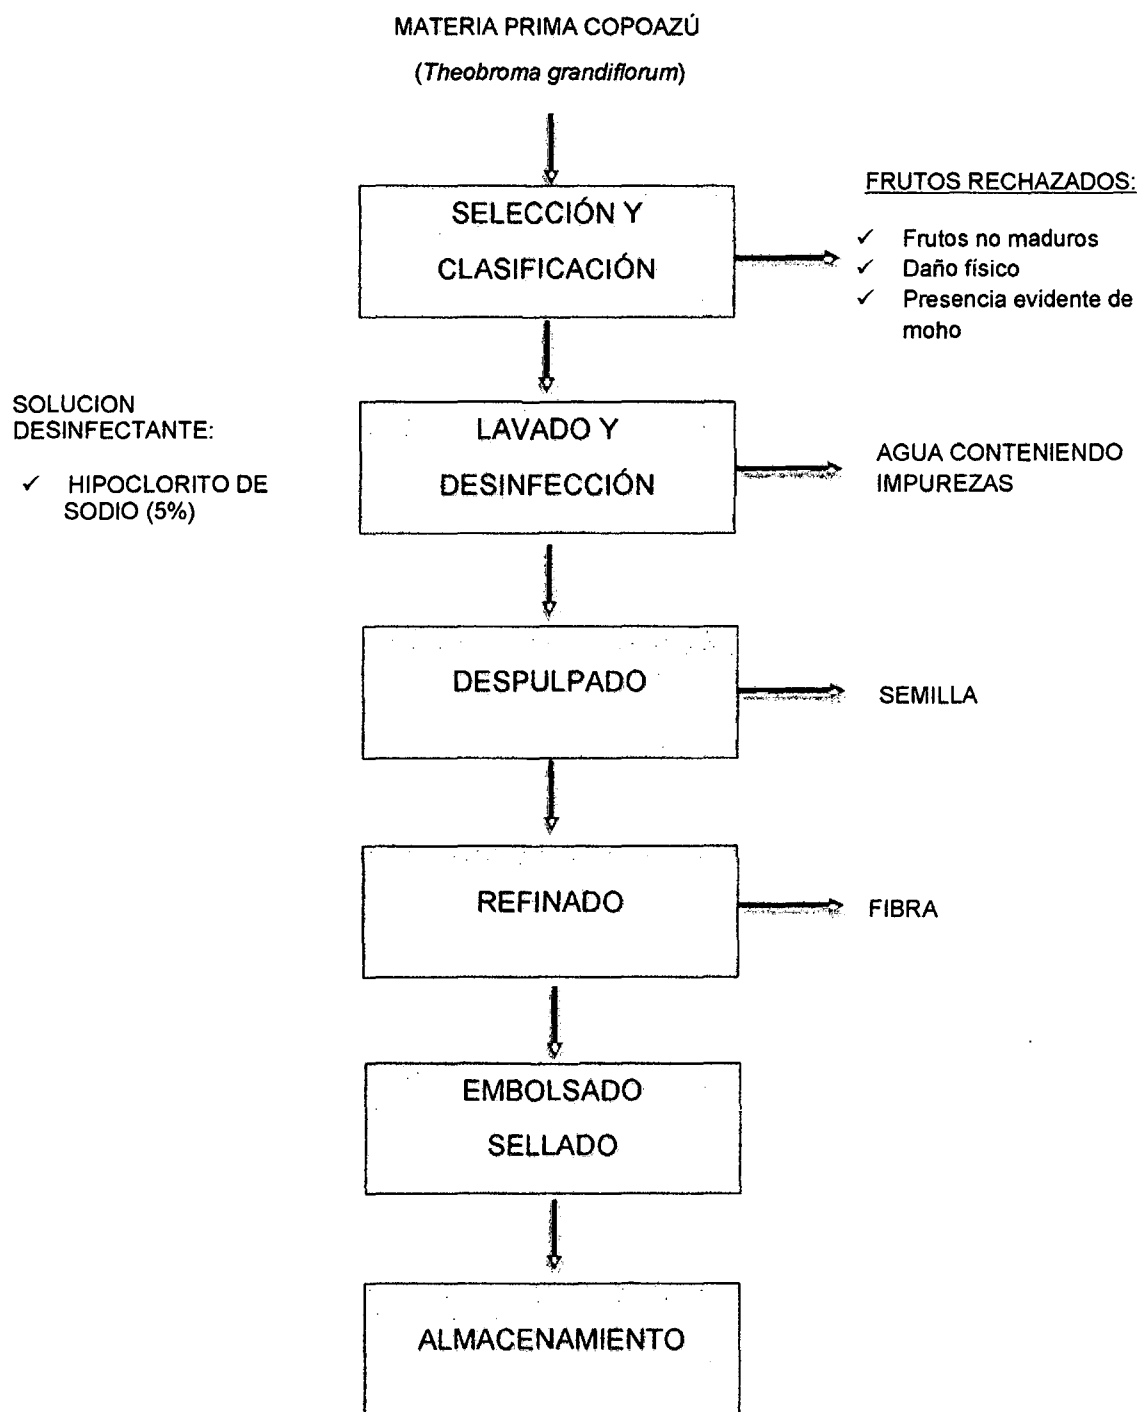 MATERIA PRIMA COPOAZÚ
(Theobroma grandiflorum)
SELECCIÓN Y
CLASIFICACIÓN
FRUTOS RECHAZADOS:
✓ Frutos no maduros
✓ Daño físico
✓ Presencia evidente de
moho
SOLUCION
DESINFECTANTE:
✓ HIPOCLORITO DE
SODIO (5%)
LAVADO Y
DESINFECCIÓN
AGUA CONTENIENDO
IMPUREZAS
DESPULPADO
SEMILLA
REFINADO
FIBRA
EMBOLSADO
SELLADO
ALMACENAMIENTO